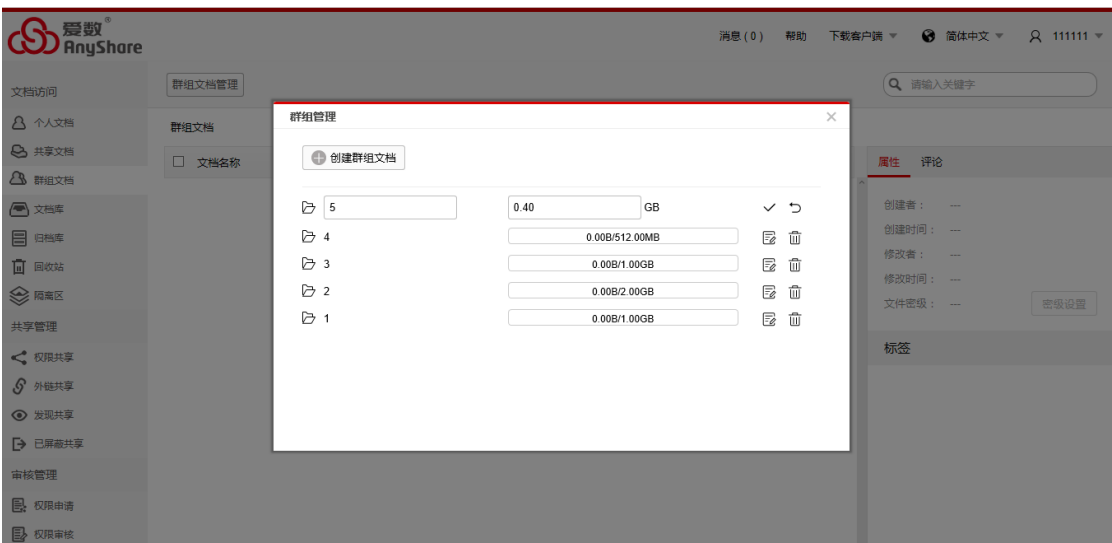 爱数®
AnyShare
消息(0) 帮助 下载客户端 简体中文 111111
文档访问
个人文档
共享文档
群组文档
文档库
归档库
回收站
隔离区
共享管理
权限共享
外链共享
发现共享
已屏蔽共享
审核管理
权限申请
权限审核
群组文档管理
请输入关键字
群组文档
文档名称
群组管理
创建群组文档
5 0.40 GB
4 0.00B/512.00MB
3 0.00B/1.00GB
2 0.00B/2.00GB
1 0.00B/1.00GB
属性 评论
创建者: —
创建时间: —
修改者: —
修改时间: —
文件密级: — 密级设置
标签